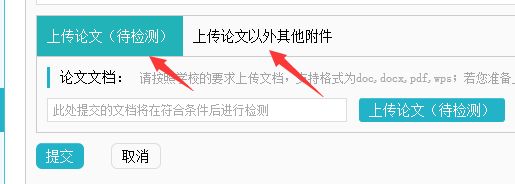 上传论文（待检测） 上传论文以外其他附件
论文文档： 请按照学校的要求上传文档，支持格式为doc,docx,pdf,wps；若您准备上
此处提交的文档将在符合条件后进行检测 上传论文（待检测）
提交 取消